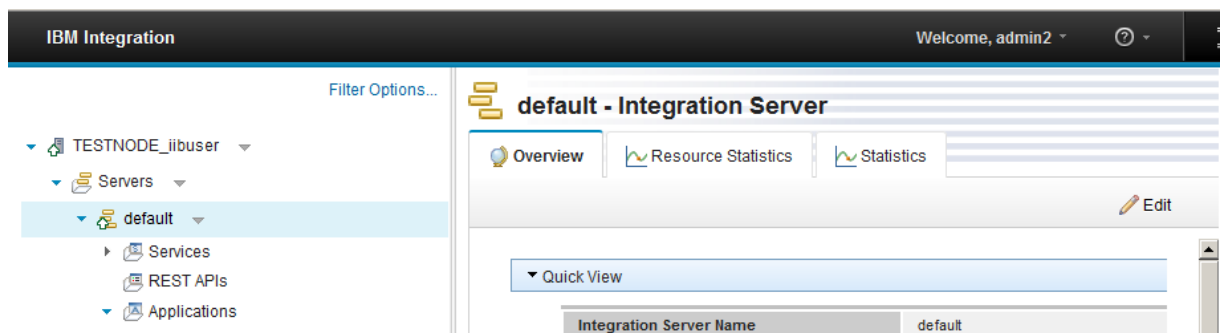 IBM Integration
Welcome, admin2
Filter Options...
TESTNODE_iibuser
Servers
default
Services
REST APIs
Applications
default - Integration Server
Overview
Resource Statistics
Statistics
Edit
Quick View
Integration Server Name
default